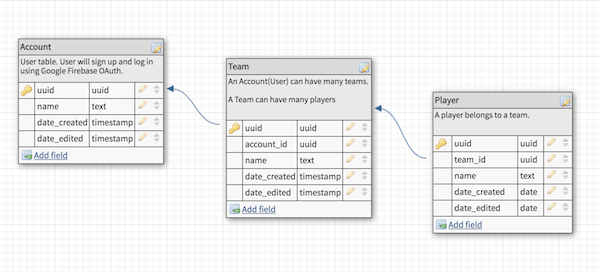 Account
User table. User will sign up and log in
using Google Firebase OAuth.
uuid uuid
name text
date_created timestamp
date_edited timestamp
Add field
Team
An Account(User) can have many teams.
A Team can have many players
uuid uuid
account_id uuid
name text
date_created timestamp
date_edited timestamp
Add field
Player
A player belongs to a team.
uuid uuid
team_id uuid
name text
date_created date
date_edited date
Add field